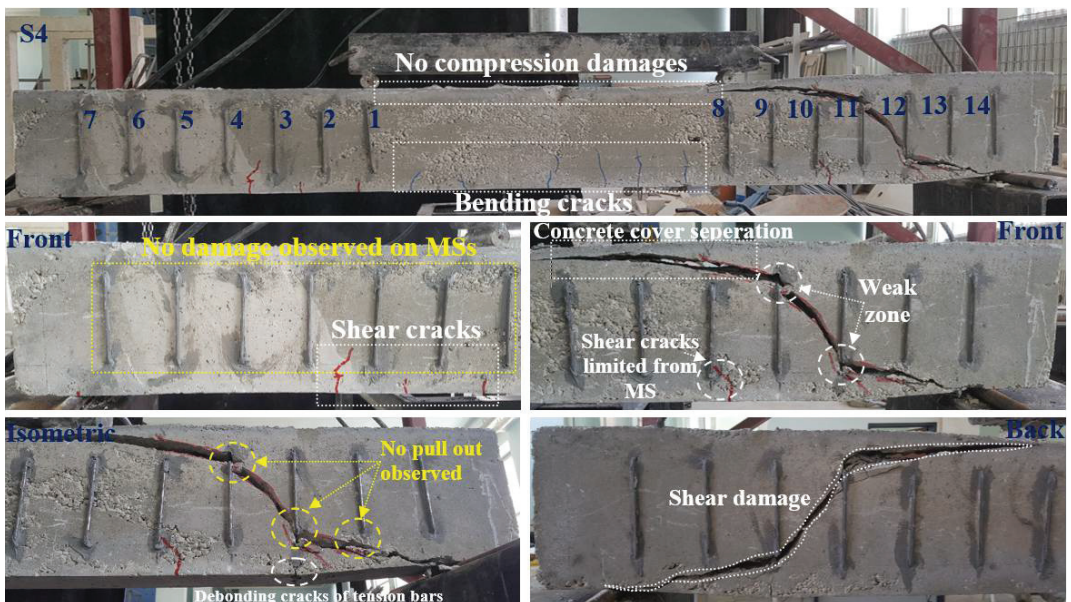 S4
No compression damages
7 6 5 4 3 2 1 8 9 10 11 12 13 14
Bending cracks
Front
No damage observed on MSs
Shear cracks
Concrete cover seperation
Front
Weak
zone
Shear cracks
limited from
MS
Isometric
No pull out
observed
Debonding cracks of tension bars
Back
Shear damage